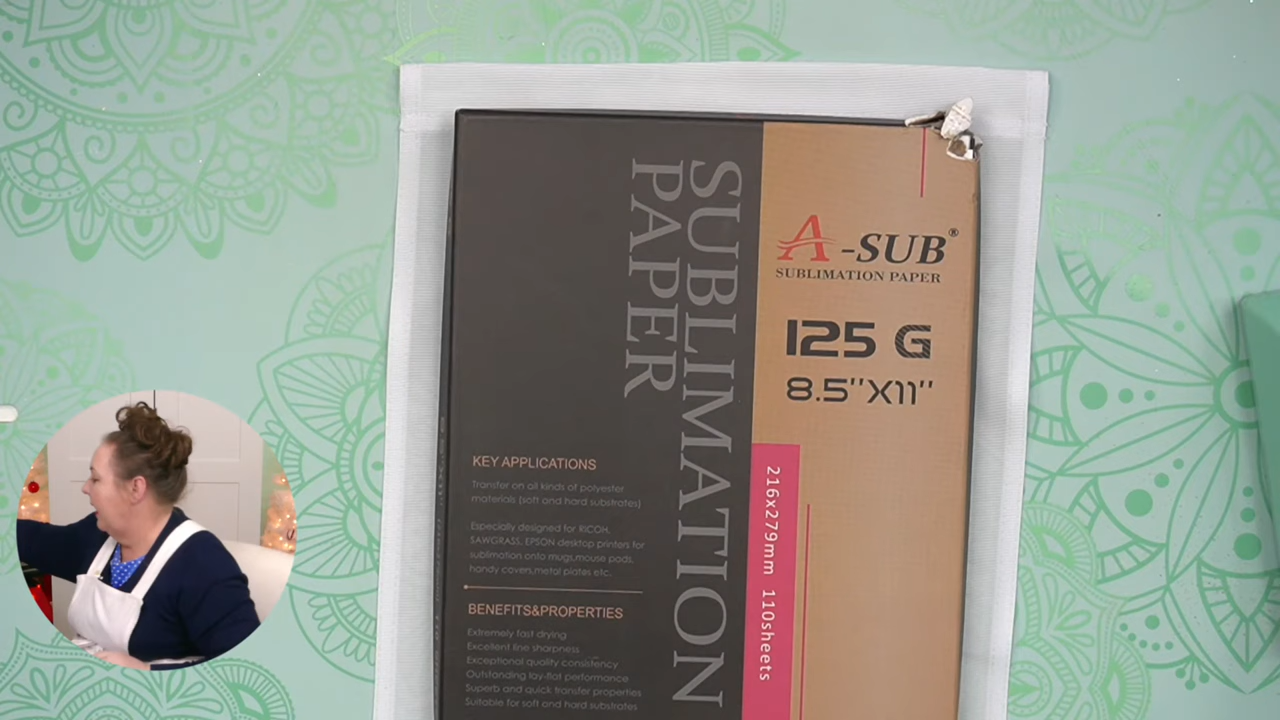 SUBLIMATION
PAPER
A-SUB®
SUBLIMATION PAPER
125 G
8.5"X11"
216x279mm 110sheets
KEY APPLICATIONS
Transfer on all kinds of polyester
materials (soft and hard substrates)
Especially designed for RICOH,
SAWGRASS, EPSON desktop printers for
sublimation onto mugs,mouse pads,
handy covers,metal plates etc.
BENEFITS&PROPERTIES
Extremely fast drying
Excellent line sharpness
Exceptional quality consistency
Outstanding lay-flat performance
Superb and quick transfer properties
Suitable for soft and hard substrates